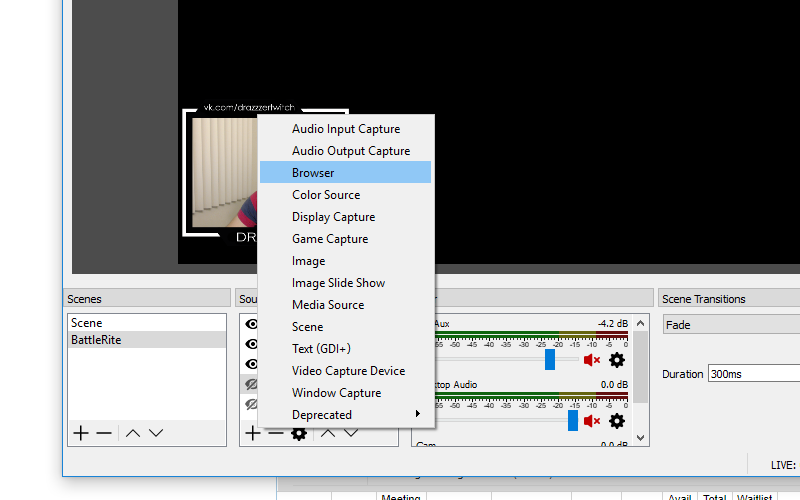 vk.com/drazzzertwitch
DR
Audio Input Capture
Audio Output Capture
Browser
Color Source
Display Capture
Game Capture
Image
Image Slide Show
Media Source
Scene
Text (GDI+)
Video Capture Device
Window Capture
Deprecated
Scenes
Scene
BattleRite
Sou
Aux
-4.2 dB
-55 -50 -45 -40 -35 -30 -25 -20 -15 -10 -5 0
ktop Audio
0.0 dB
-55 -50 -45 -40 -35 -30 -25 -20 -15 -10 -5 0
Cam
0.0 dB
Scene Transitions
Fade
Duration 300ms
LIVE:
Meeting
Avail Total Waitlist